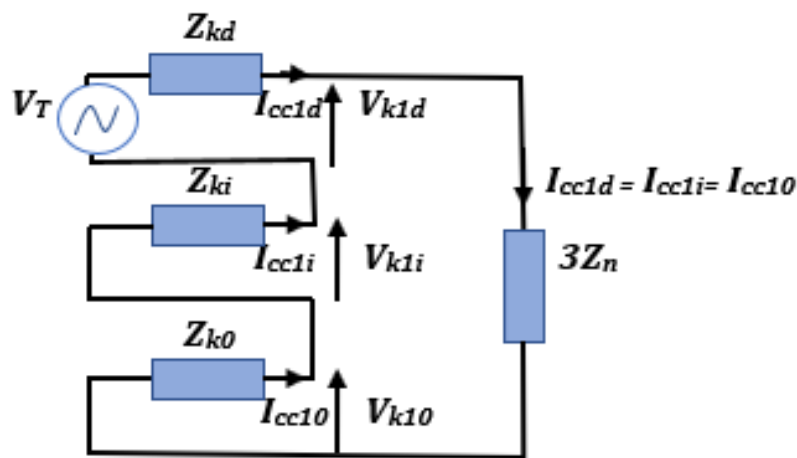 Zkd
VT
Icc1d
Vk1d
Zki
Icc1d = Icc1i= Icc10
Icc1i
Vk1i
3Zn
Zk0
Icc10
Vk10